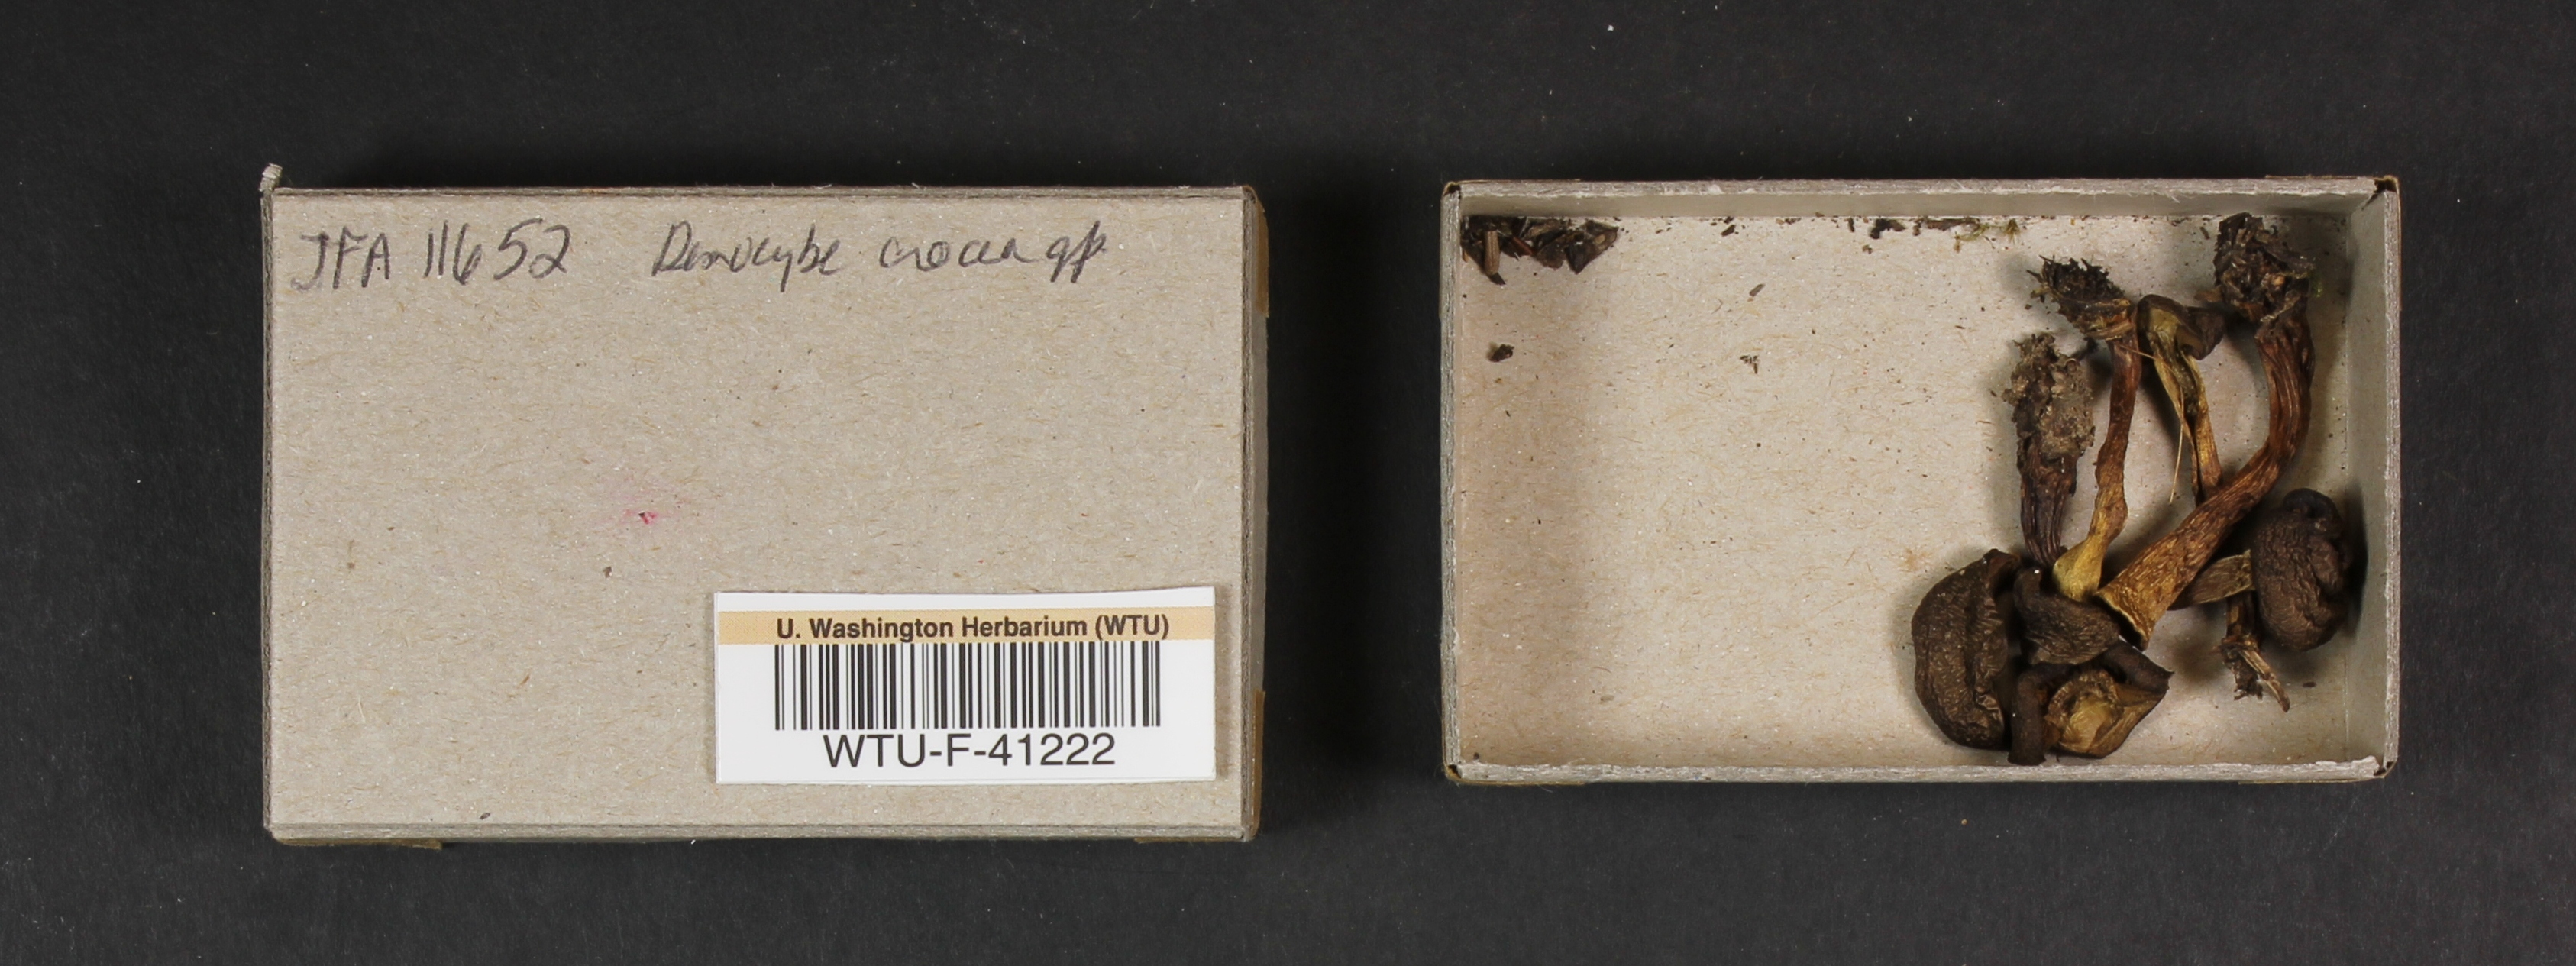 JFA 11652 Dermocybe crocea gp
U. Washington Herbarium (WTU)
WTU-F-41222